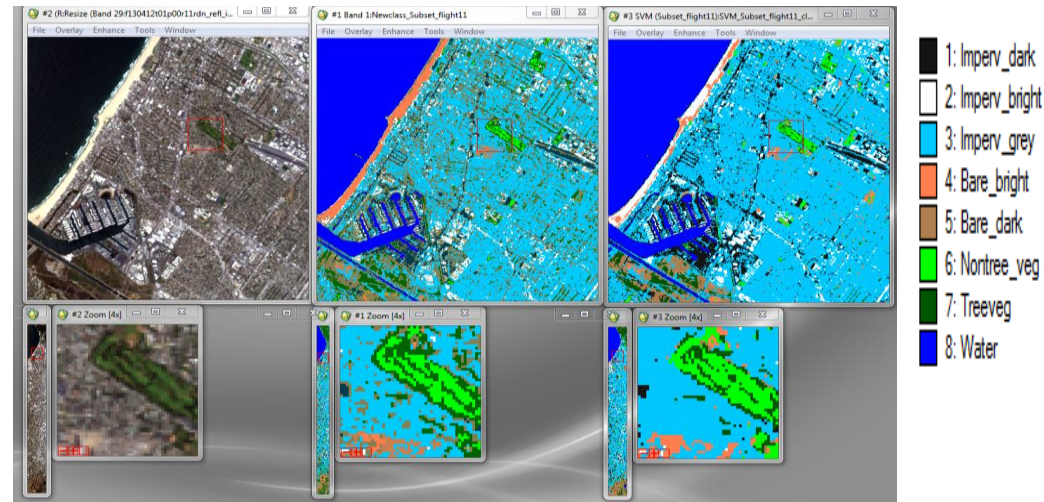 #2 (R:Resize (Band 29:f130412t01p00r11rdn_refl_i...
File Overlay Enhance Tools Window
#1 Band 1:Newclass_Subset_flight11
File Overlay Enhance Tools Window
#3 SVM (Subset_flight11):SVM_Subset_flight11_cl...
File Overlay Enhance Tools Window
1: Imperv_dark
2: Imperv_bright
3: Imperv_grey
4: Bare_bright
5: Bare_dark
6: Nontree_veg
7: Treeveg
8: Water
#2 Zoom [4x]
#1 Zoom [4x]
#3 Zoom [4x]